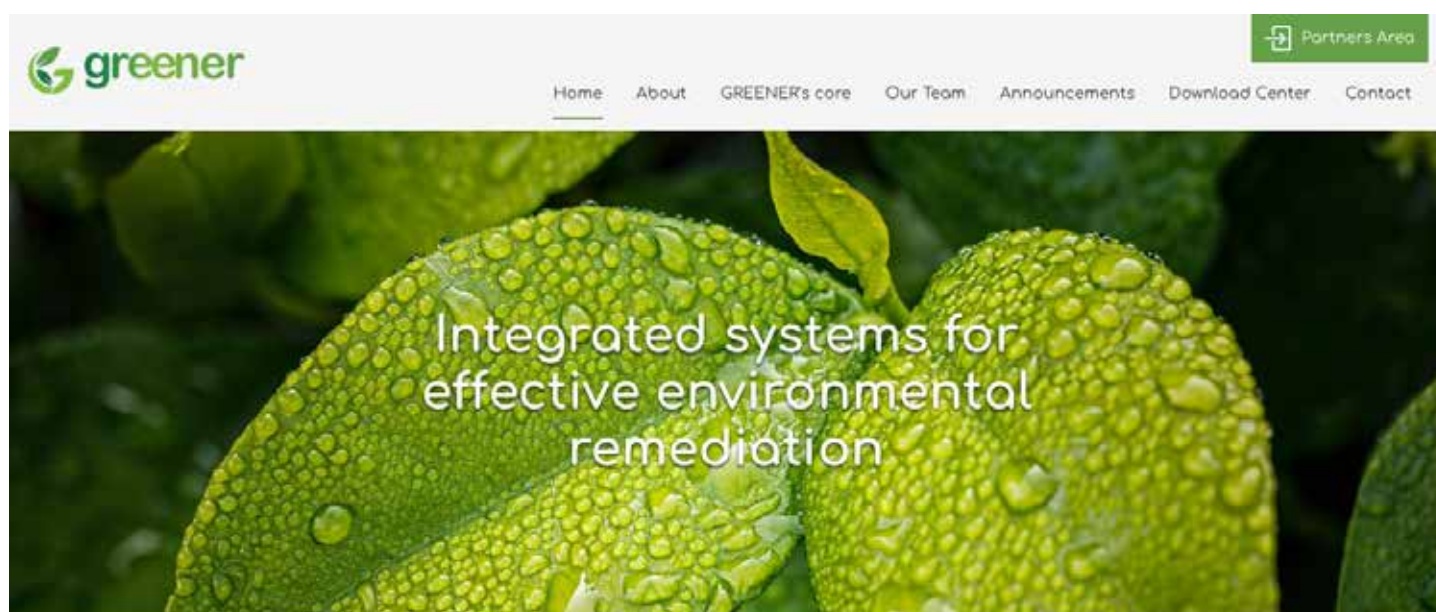 greener
Partners Area
Home About GREENER's core Our Team Announcements Download Center Contact
Integrated systems for
effective environmental
remediation